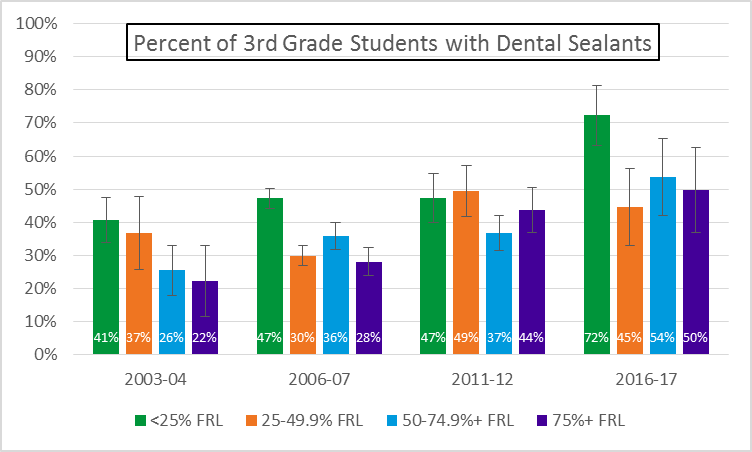 Percent of 3rd Grade Students with Dental Sealants
100%
90%
80%
70%
60%
50%
40%
30%
20%
10%
0%
41% 37% 26% 22% 47% 30% 36% 28% 47% 49% 37% 44% 72% 45% 54% 50%
2003-04 2006-07 2011-12 2016-17
<25% FRL 25-49.9% FRL 50-74.9%+ FRL 75%+ FRL